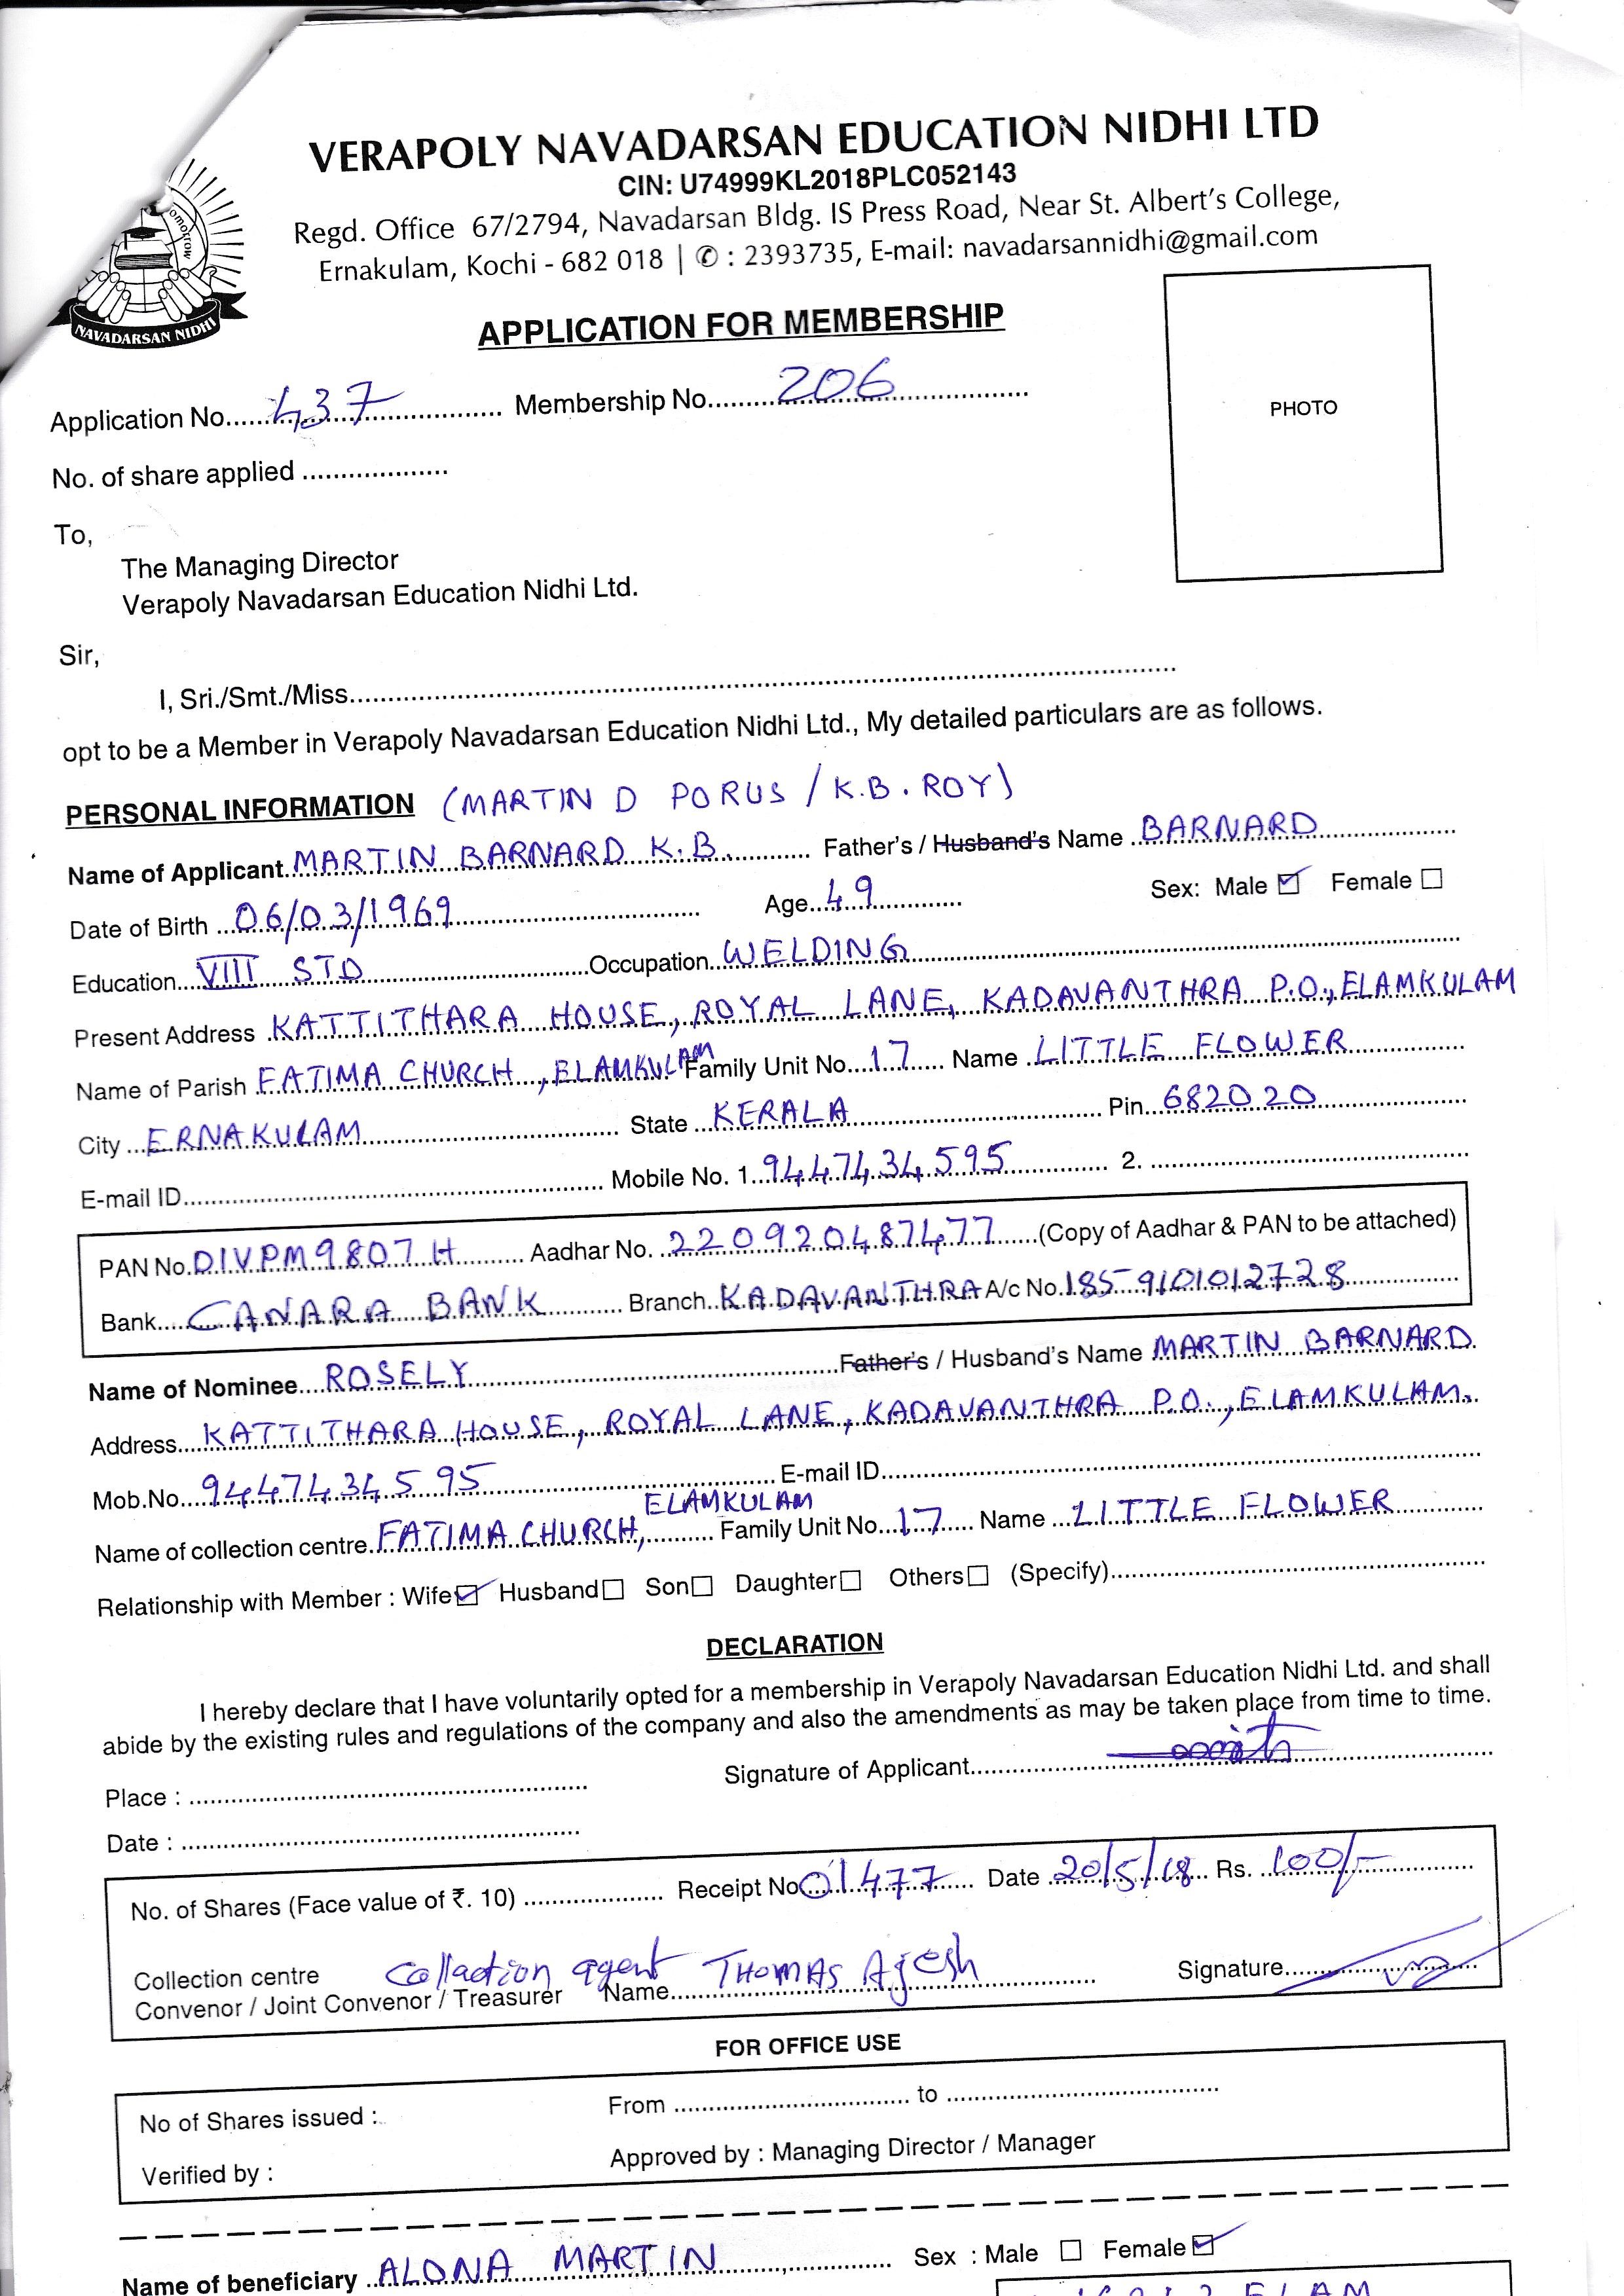 VERAPOLY NAVADARSAN EDUCATION NIDHI LTD
CIN: U74999KL2018PLC052143
Regd. Office 67/2794, Navadarsan Bldg. IS Press Road, Near St. Albert's College,
Ernakulam, Kochi - 682 018 | ✆ : 2393735, E-mail: navadarsannidhi@gmail.com
omorrow
NAVADARSAN NIDHI
APPLICATION FOR MEMBERSHIP
PHOTO
Application No. 437 Membership No. 206
No. of share applied
To,
The Managing Director
Verapoly Navadarsan Education Nidhi Ltd.
Sir,
I, Sri./Smt./Miss
opt to be a Member in Verapoly Navadarsan Education Nidhi Ltd., My detailed particulars are as follows.
PERSONAL INFORMATION (MARTIN D PORUS / K.B. ROY)
Name of Applicant MARTIN BARNARD K.B. Father's / Husband's Name BARNARD
Date of Birth 06/03/1969 Age 49 Sex: Male ☑ Female ☐
Education VIII STD Occupation WELDING
Present Address KATTITHARA HOUSE, ROYAL LANE, KADAVANTHRA P.O., ELAMKULAM
Name of Parish FATIMA CHURCH, ELAMKULAM Family Unit No. 17 Name LITTLE FLOWER
City ERNAKULAM State KERALA Pin 682020
E-mail ID Mobile No. 1. 9447434595 2.
PAN No. DIVPM9807H Aadhar No. 220920487477 (Copy of Aadhar & PAN to be attached)
Bank CANARA BANK Branch KADAVANTHRA A/c No. 1859101012728
Name of Nominee ROSELY Father's / Husband's Name MARTIN BARNARD
Address KATTITHARA HOUSE, ROYAL LANE, KADAVANTHRA P.O., ELAMKULAM.
Mob.No. 9447434595 E-mail ID
Name of collection centre FATIMA CHURCH, ELAMKULAM Family Unit No. 17 Name LITTLE FLOWER
Relationship with Member : Wife ☑ Husband ☐ Son ☐ Daughter ☐ Others ☐ (Specify)
DECLARATION
I hereby declare that I have voluntarily opted for a membership in Verapoly Navadarsan Education Nidhi Ltd. and shall
abide by the existing rules and regulations of the company and also the amendments as may be taken place from time to time.
Signature of Applicant
Place :
Date :
No. of Shares (Face value of ₹. 10) Receipt No 01477 Date 20/5/18 Rs. 100/-
Collection centre Collaction agent THOMAS Ajesh Signature
Convenor / Joint Convenor / Treasurer Name
FOR OFFICE USE
No of Shares issued : From to
Verified by : Approved by : Managing Director / Manager
Name of beneficiary ALONA MARTIN Sex : Male ☐ Female ☑